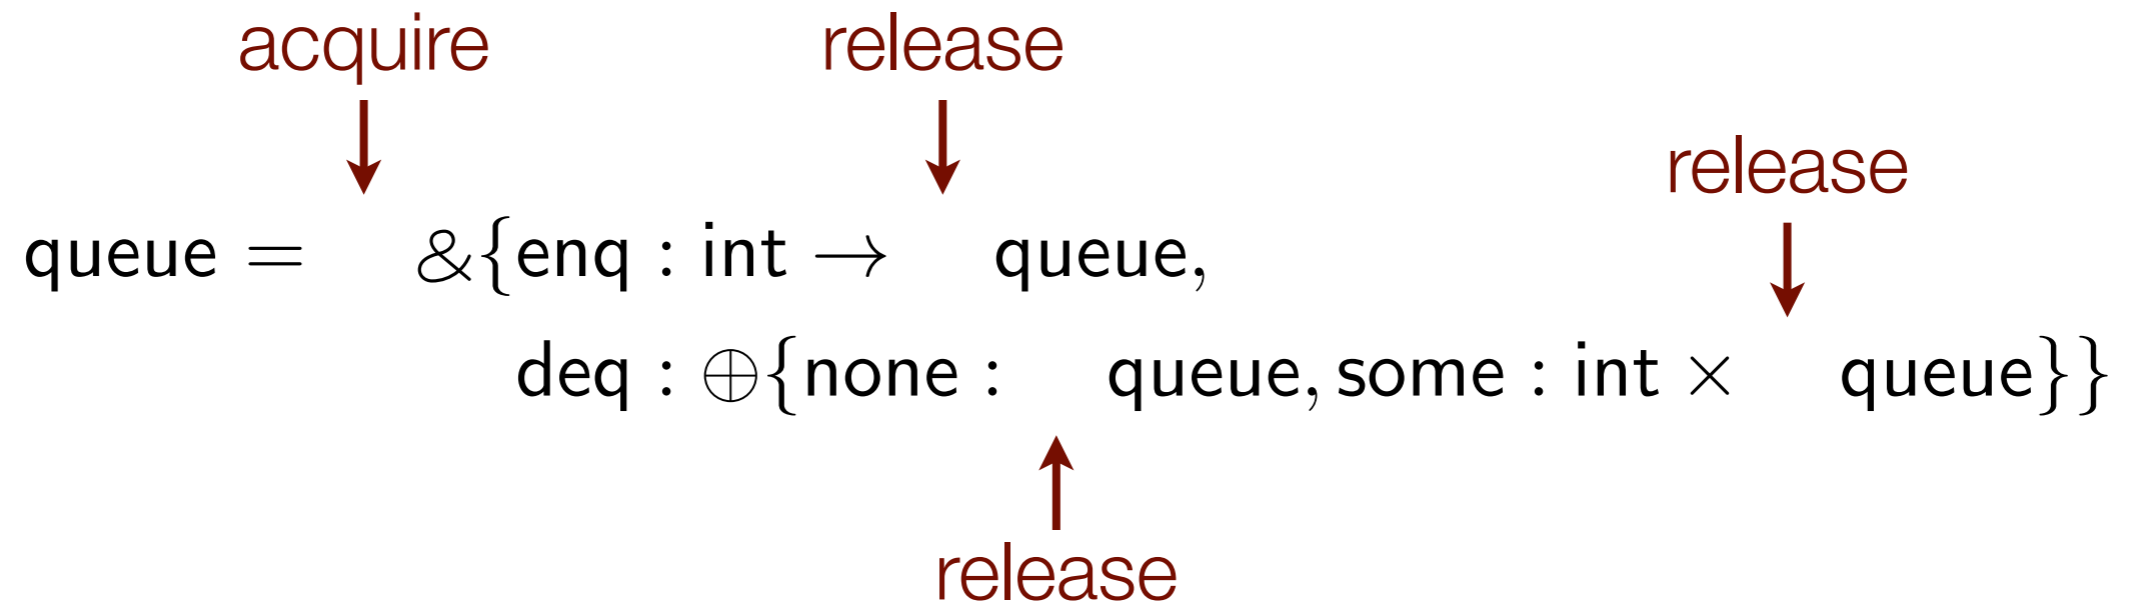 acquire release
release
queue = &{enq : int → queue,
deq : ⊕{none : queue, some : int × queue}}
release